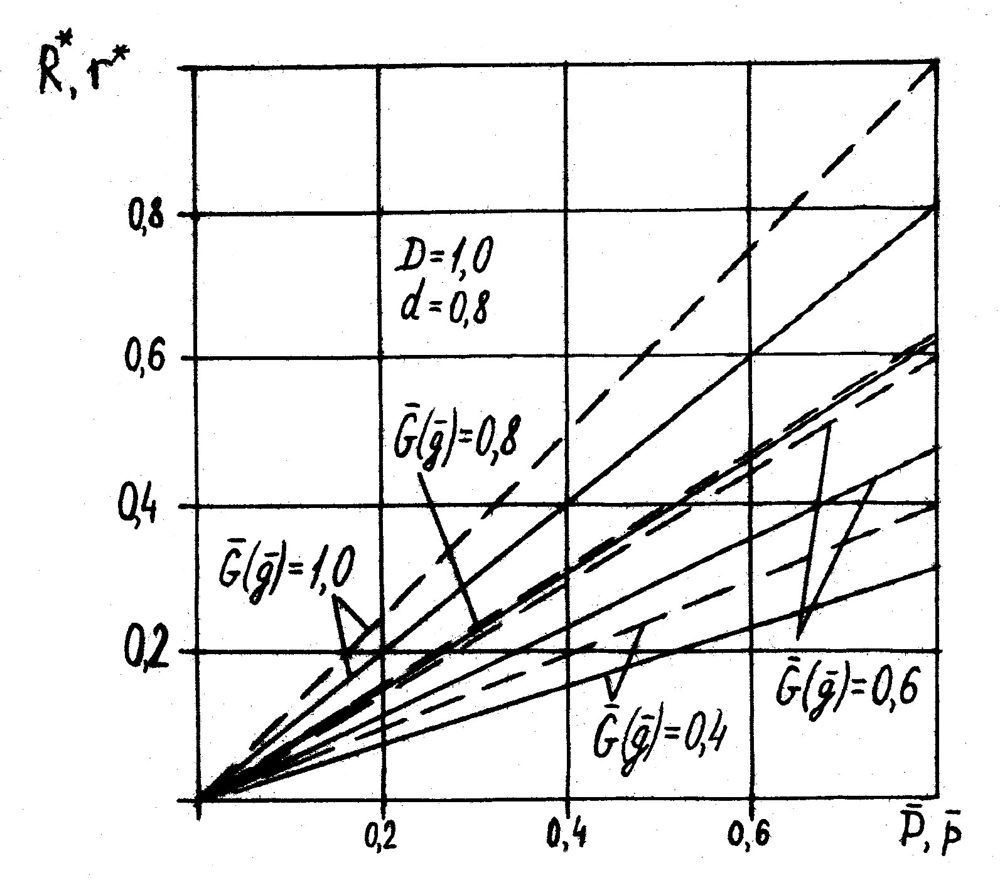 R*, r*
0,8
D=1,0
d=0,8
0,6
Ḡ(ḡ)=0,8
0,4
Ḡ(ḡ)=1,0
0,2
Ḡ(ḡ)=0,6
Ḡ(ḡ)=0,4
0,2
0,4
0,6
P̄, p̄